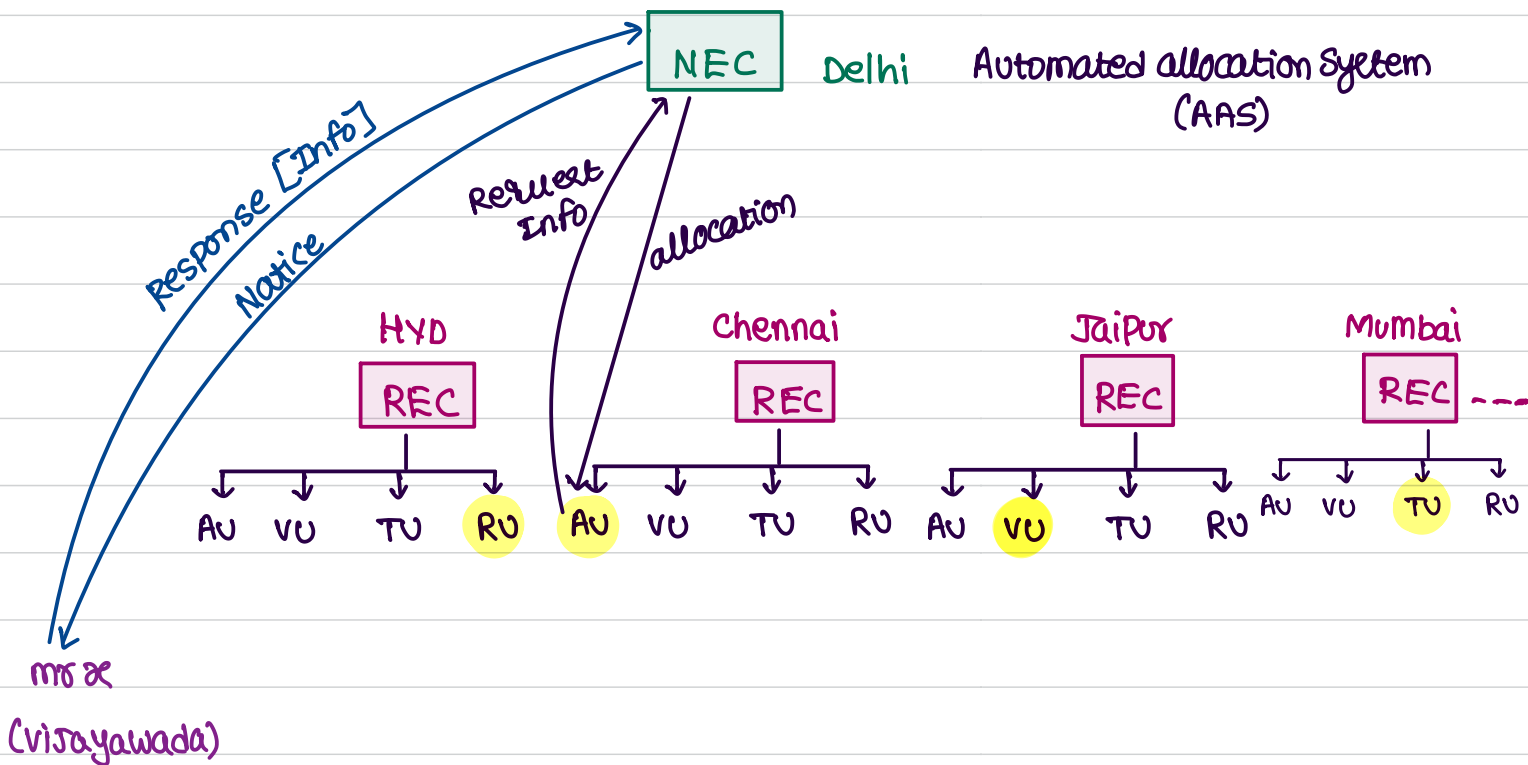 NEC Delhi Automated allocation System
(AAS)
Response [Info]
Notice
Request
Info
allocation
HYD Chennai Jaipur Mumbai
REC REC REC REC ----
AU VU TU RU AU VU TU RU AU VU TU RU AU VU TU RU
mr x
(Vijayawada)